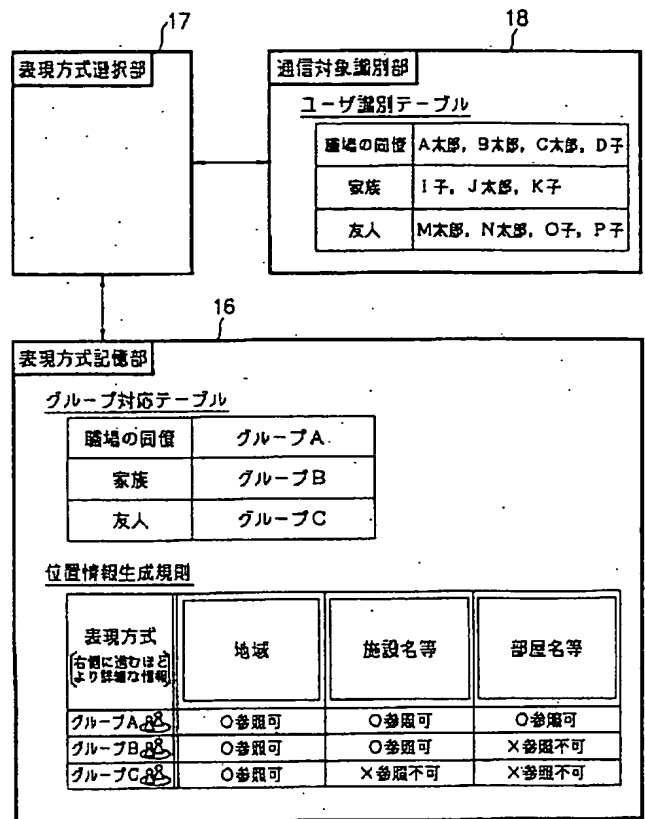 17
表現方式選択部
18
通信対象識別部
ユーザ識別テーブル
職場の同僚 A太郎, B太郎, C太郎, D子
家族 I子, J太郎, K子
友人 M太郎, N太郎, O子, P子
16
表現方式記憶部
グループ対応テーブル
職場の同僚 グループA
家族 グループB
友人 グループC
位置情報生成規則
表現方式
右側に進むほど
より詳細な情報
地域 施設名等 部屋名等
グループA ○参照可 ○参照可 ○参照可
グループB ○参照可 ○参照可 ×参照不可
グループC ○参照可 ×参照不可 ×参照不可